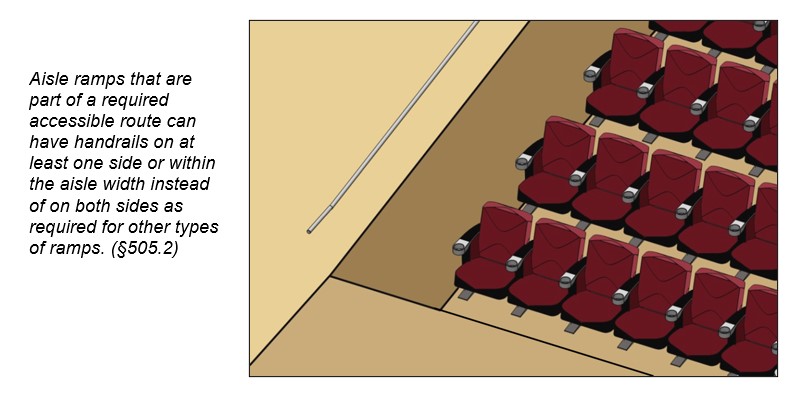 Aisle ramps that are
part of a required
accessible route can
have handrails on at
least one side or within
the aisle width instead
of on both sides as
required for other types
of ramps. (§505.2)